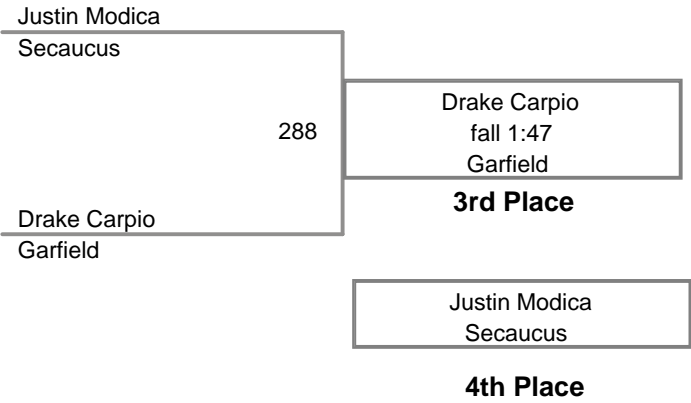 Justin Modica
Secaucus
288
Drake Carpio
fall 1:47
Garfield
3rd Place
Drake Carpio
Garfield
Justin Modica
Secaucus
4th Place